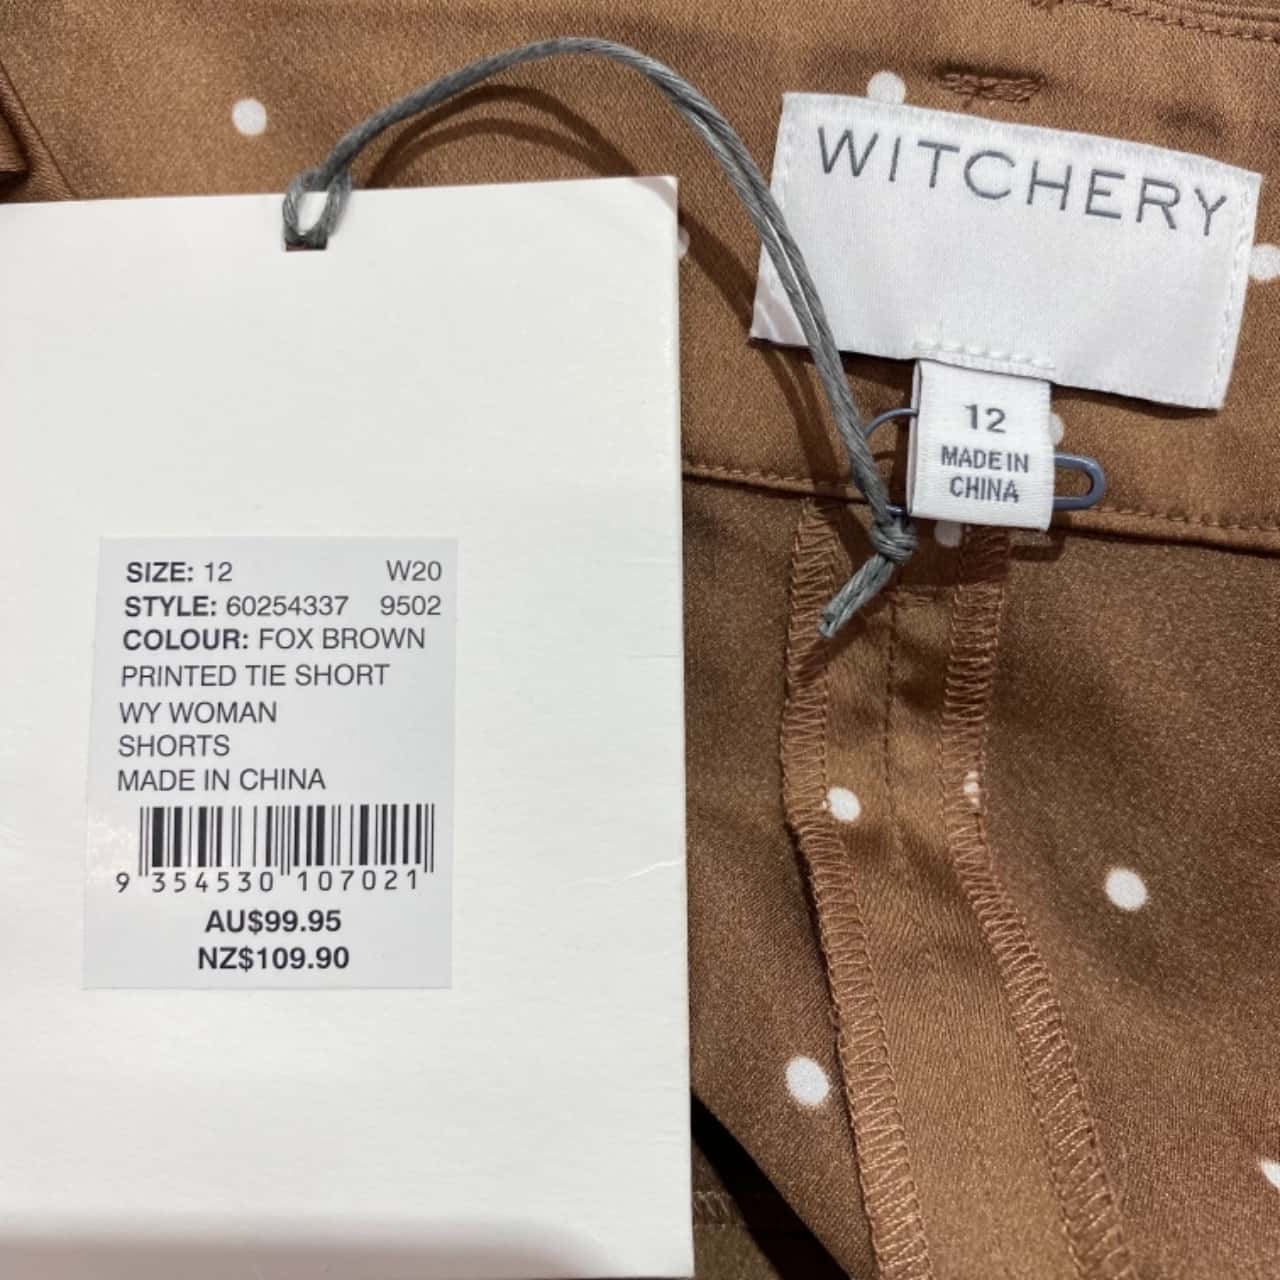 WITCHERY
12
MADE IN
CHINA
SIZE: 12 W20
STYLE: 60254337 9502
COLOUR: FOX BROWN
PRINTED TIE SHORT
WY WOMAN
SHORTS
MADE IN CHINA
9 354530 107021
AU$99.95
NZ$109.90